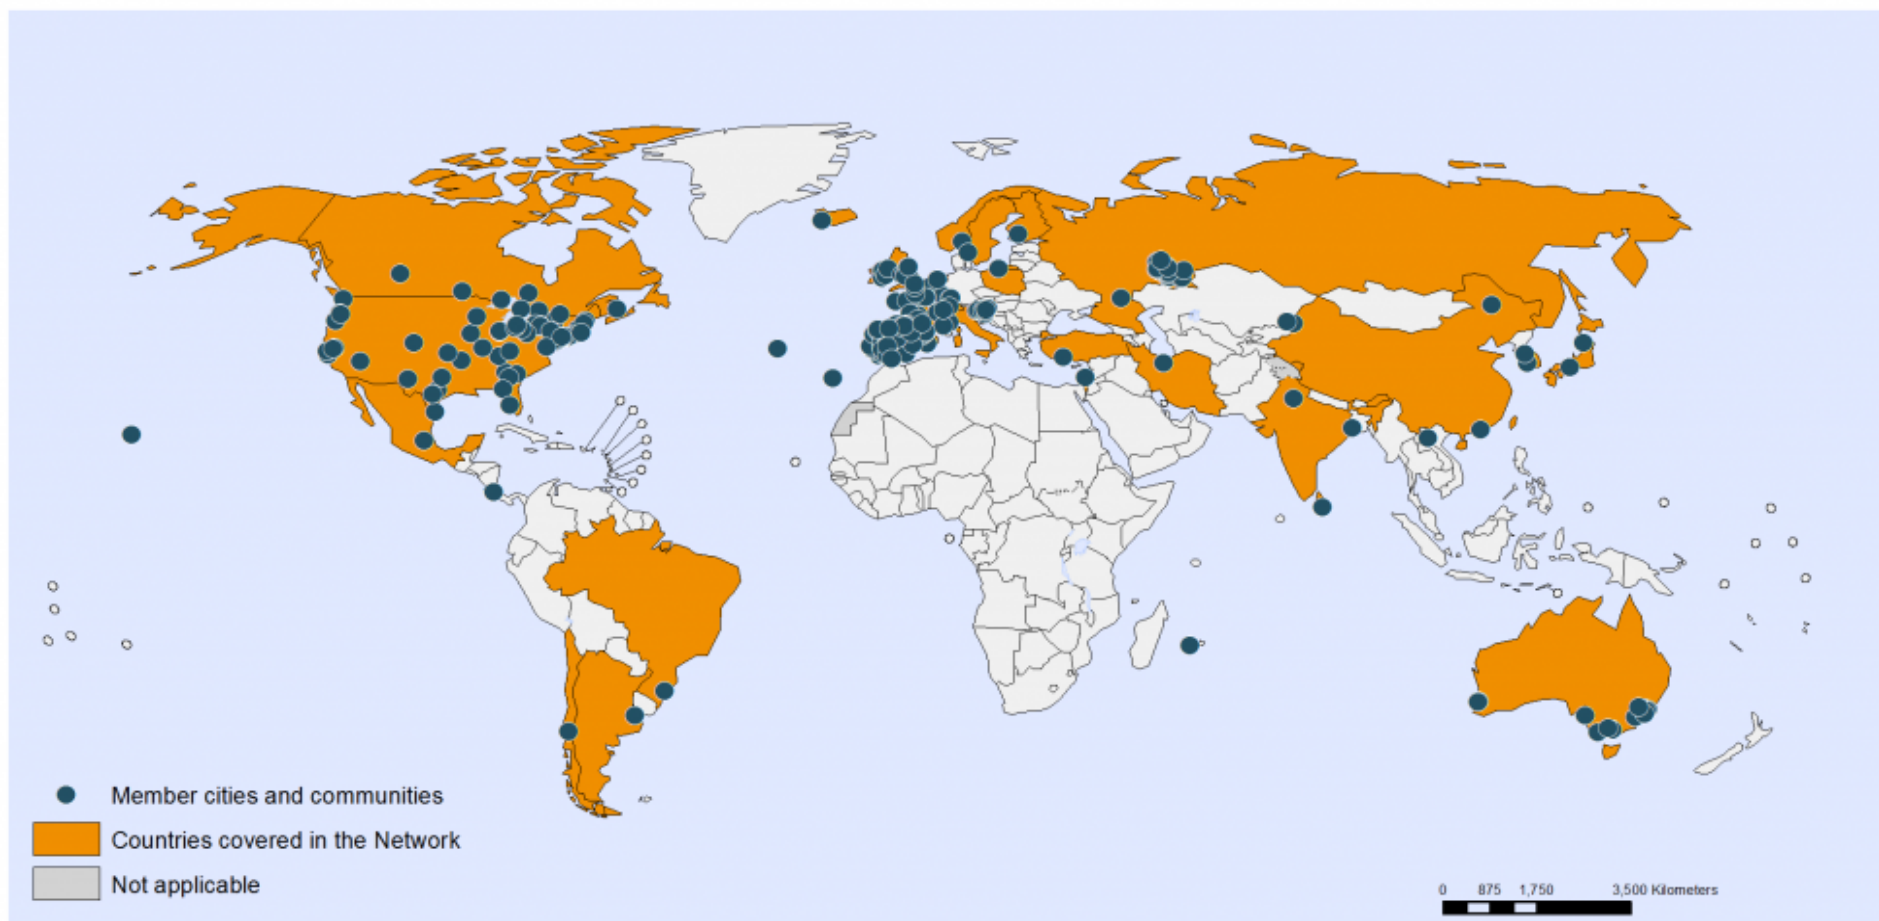 Member cities and communities
Countries covered in the Network
Not applicable
0 875 1,750 3,500 Kilometers